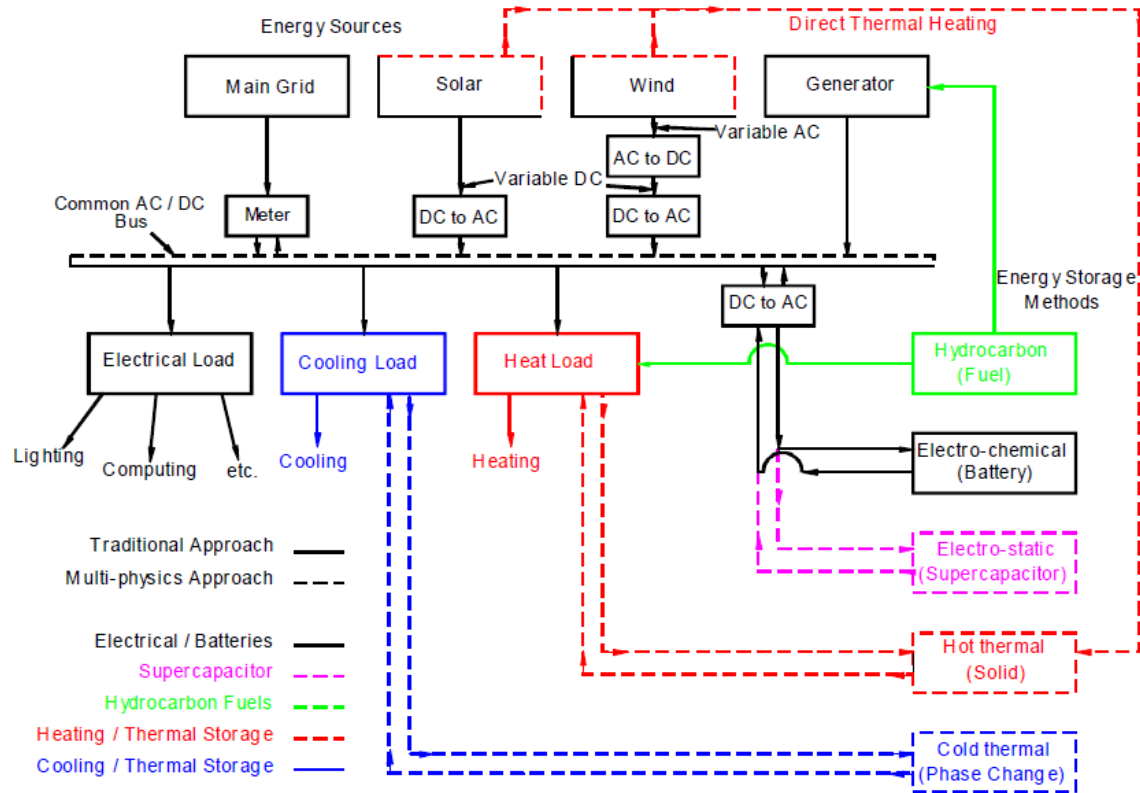 Energy Sources
Direct Thermal Heating
Main Grid
Solar
Wind
Generator
Variable AC
AC to DC
Variable DC
Common AC / DC
Bus
Meter
DC to AC
DC to AC
Energy Storage
Methods
DC to AC
Electrical Load
Cooling Load
Heat Load
Hydrocarbon
(Fuel)
Lighting
Computing
etc.
Cooling
Heating
Electro-chemical
(Battery)
Traditional Approach
Multi-physics Approach
Electro-static
(Supercapacitor)
Electrical / Batteries
Supercapacitor
Hydrocarbon Fuels
Heating / Thermal Storage
Cooling / Thermal Storage
Hot thermal
(Solid)
Cold thermal
(Phase Change)